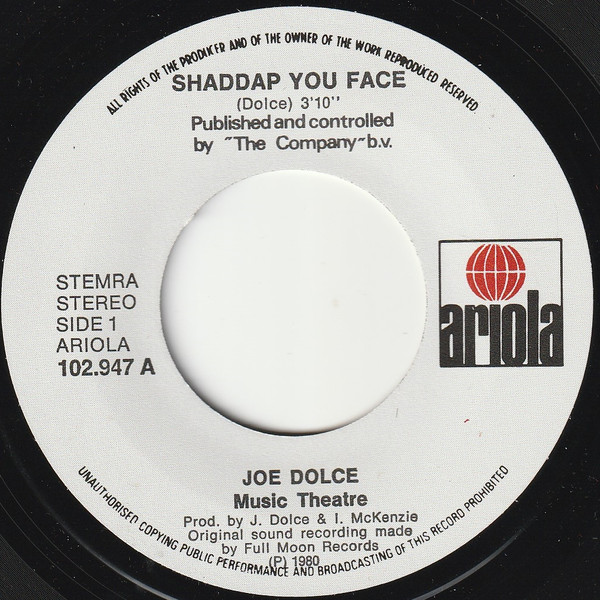 ALL RIGHTS OF THE PRODUCER AND OF THE OWNER OF THE WORK REPRODUCED RESERVED.
SHADDAP YOU FACE
(Dolce) 3'10''
Published and controlled
by ~The Company~b.v.
STEMRA
STEREO
SIDE 1
ARIOLA
102.947 A
ariola
JOE DOLCE
Music Theatre
Prod. by J. Dolce & I. McKenzie
Original sound recording made
by Full Moon Records
(P) 1980
UNAUTHORISED COPYING PUBLIC PERFORMANCE AND BROADCASTING OF THIS RECORD PROHIBITED